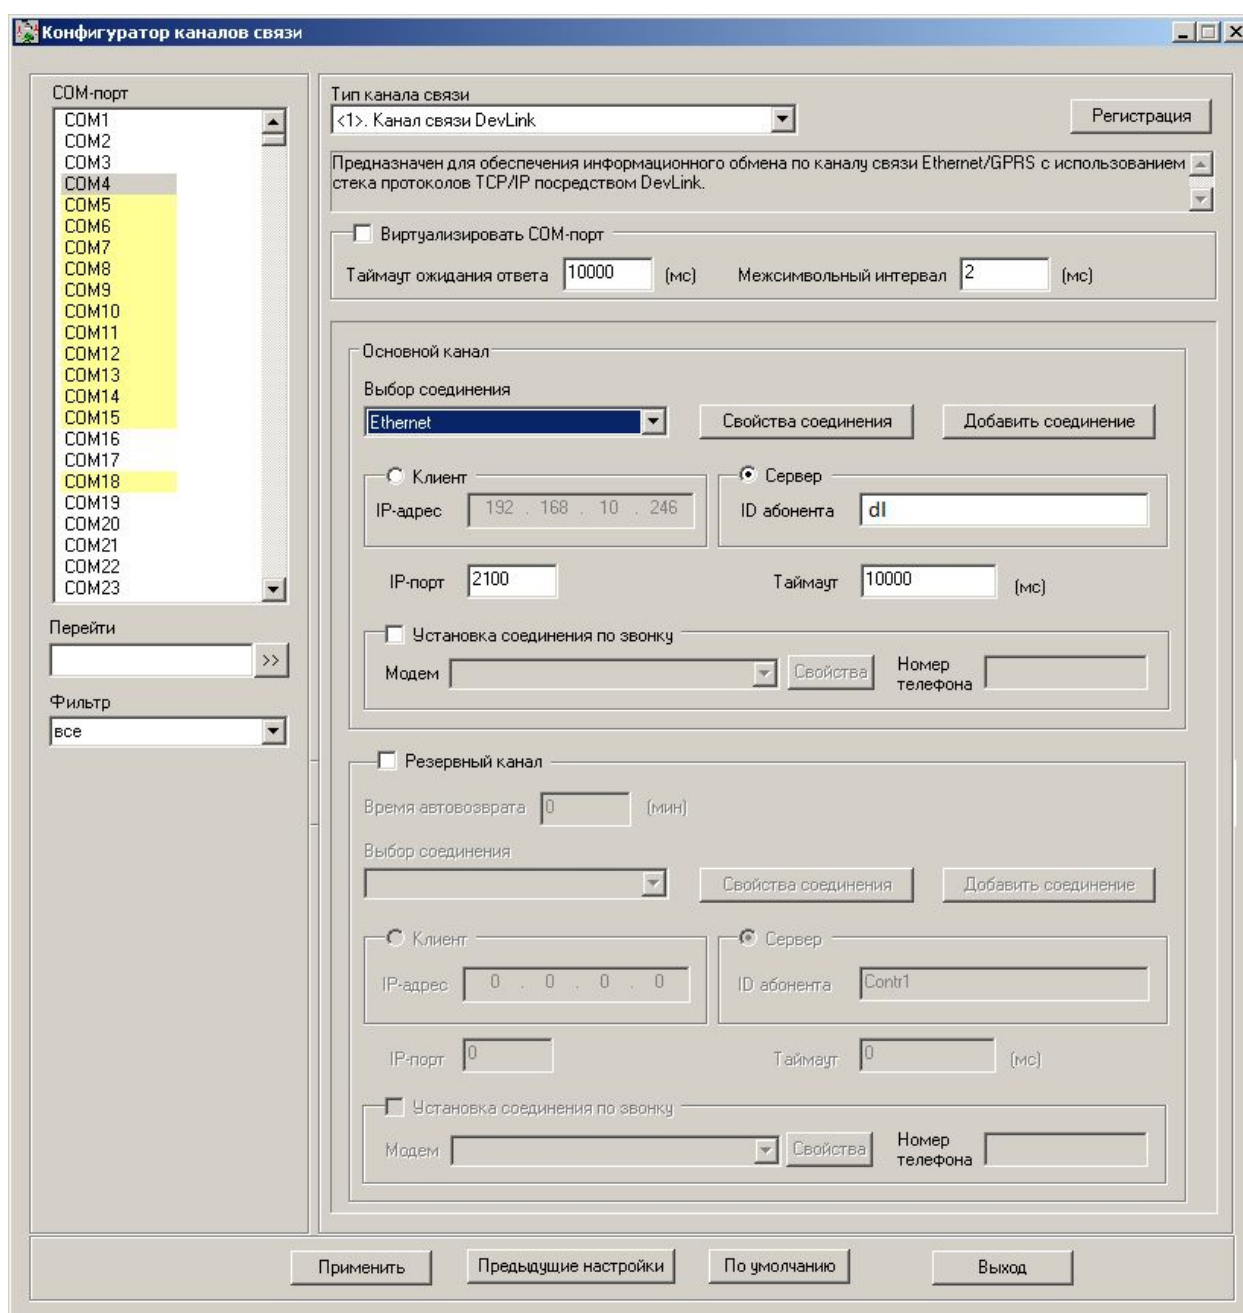 Конфигуратор каналов связи
COM-порт
COM1
COM2
COM3
COM4
COM5
COM6
COM7
COM8
COM9
COM10
COM11
COM12
COM13
COM14
COM15
COM16
COM17
COM18
COM19
COM20
COM21
COM22
COM23
Перейти
>>
Фильтр
все
Тип канала связи
<1>. Канал связи DevLink
Регистрация
Предназначен для обеспечения информационного обмена по каналу связи Ethernet/GPRS с использованием
стека протоколов TCP/IP посредством DevLink.
Виртуализировать COM-порт
Таймаут ожидания ответа 10000 (мс) Межсимвольный интервал 2 (мс)
Основной канал
Выбор соединения
Ethernet Свойства соединения Добавить соединение
Клиент Сервер
IP-адрес 192 . 168 . 10 . 246 ID абонента dl
IP-порт 2100 Таймаут 10000 (мс)
Установка соединения по звонку
Модем Свойства Номер телефона
Резервный канал
Время автовозврата 0 (мин)
Выбор соединения
Свойства соединения Добавить соединение
Клиент Сервер
IP-адрес 0 . 0 . 0 . 0 ID абонента Contr1
IP-порт 0 Таймаут 0 (мс)
Установка соединения по звонку
Модем Свойства Номер телефона
Применить Предыдущие настройки По умолчанию Выход